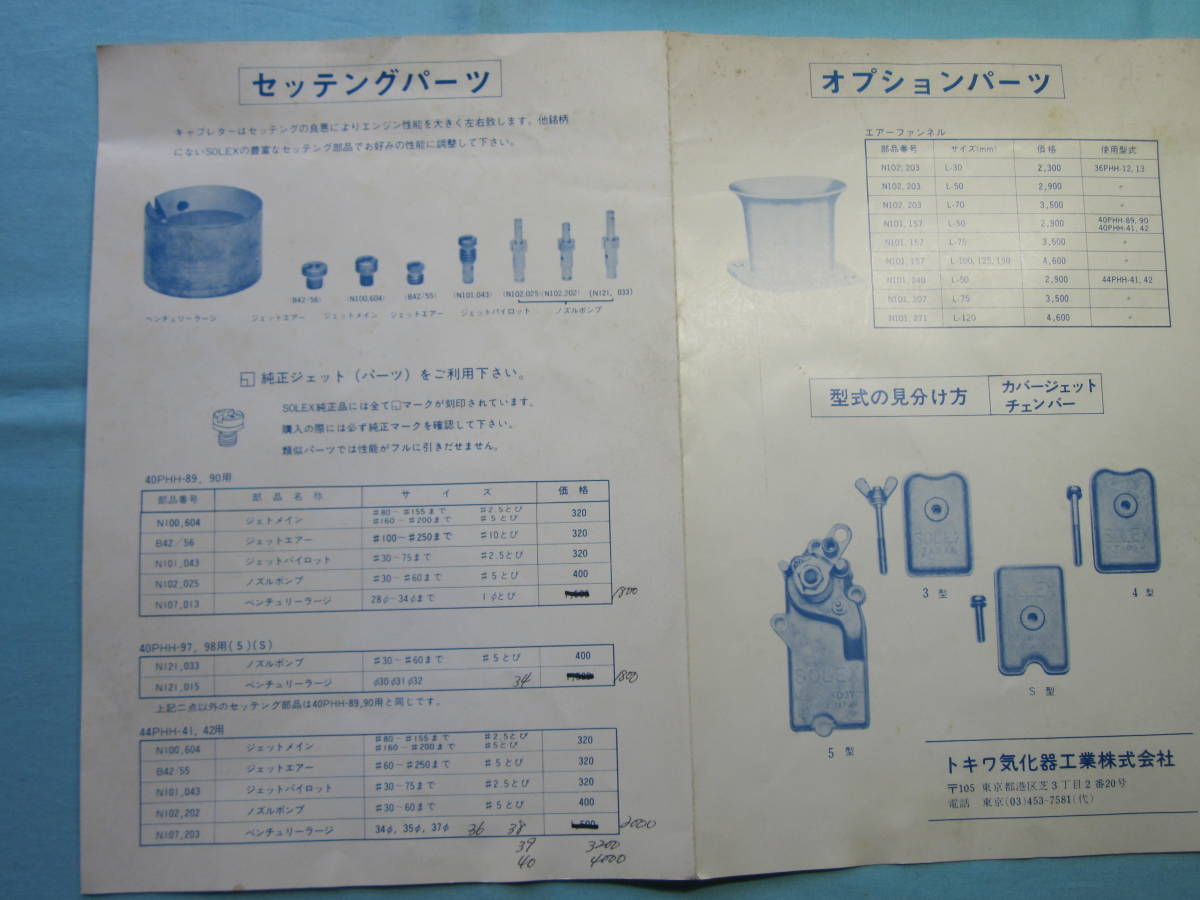 セッテングパーツ
キャブレターはセッテングの良悪によりエンジン性能を大きく左右致します。他銘柄
にないSOLEXの豊富なセッテング部品でお好みの性能に調整して下さい。
(B42/56) (N100,604) (B42/55) (N101,043) (N102,025) (N102,202) (N121,033)
ベンチュリーラージ ジェットエアー ジェットメイン ジェットエアー ジェットパイロット ノズルポンプ
純正ジェット(パーツ)をご利用下さい。
SOLEX純正品には全てマークが刻印されています。
購入の際には必ず純正マークを確認して下さい。
類似パーツでは性能がフルに引きだせません。
40PHH-89, 90用
部品番号 部品名称 サイズ 価格
N100,604 ジェトメイン #80~#155まで #2.5とび 320
#160~#200まで #5とび
B42/56 ジェットエアー #100~#250まで #10とび 320
N101,043 ジェットパイロット #30~75まで #2.5とび 320
N102,025 ノズルポンプ #30~#60まで #5とび 400
N107,013 ベンチュリーラージ 28φ~34φまで 1φとび 1800
40PHH-97, 98用(5)(S)
N121,033 ノズルポンプ #30~#60まで #5とび 400
N121,015 ベンチュリーラージ φ30 φ31 φ32 34 1800
上記二点以外のセッテング部品は40PHH-89,90用と同じです。
44PHH-41, 42用
N100,604 ジェットメイン #80~#155まで #2.5とび 320
#160~#200まで #5とび
B42/55 ジェットエアー #60~#250まで #5とび 320
N101,043 ジェットパイロット #30~75まで #2.5とび 320
N102,202 ノズルポンプ #30~60まで #5とび 400
N107,203 ベンチュリーラージ 34φ, 35φ, 37φ 36 38 2000
39 3200
40 4000
オプションパーツ
エアーファンネル
部品番号 サイズ(mm) 価格 使用型式
N102,203 L-30 2,300 36PHH-12,13
N102,203 L-50 2,900 〃
N102,203 L-70 3,500 〃
N101,157 L-50 2,900 40PHH-89,90
40PHH-41,42
N101,157 L-75 3,500 〃
N101,157 L-100,125,150 4,600 〃
N101,240 L-50 2,900 44PHH-41,42
N101,207 L-75 3,500 〃
N101,271 L-120 4,600 〃
型式の見分け方 カバージェット
チェンバー
SOLEX
JAPAN
3型
SOLEX
JAPAN
4型
SOLEX
S型
SOLEX
5型
トキワ気化器工業株式会社
〒105 東京都港区芝3丁目2番20号
電話 東京(03)453-7581(代)